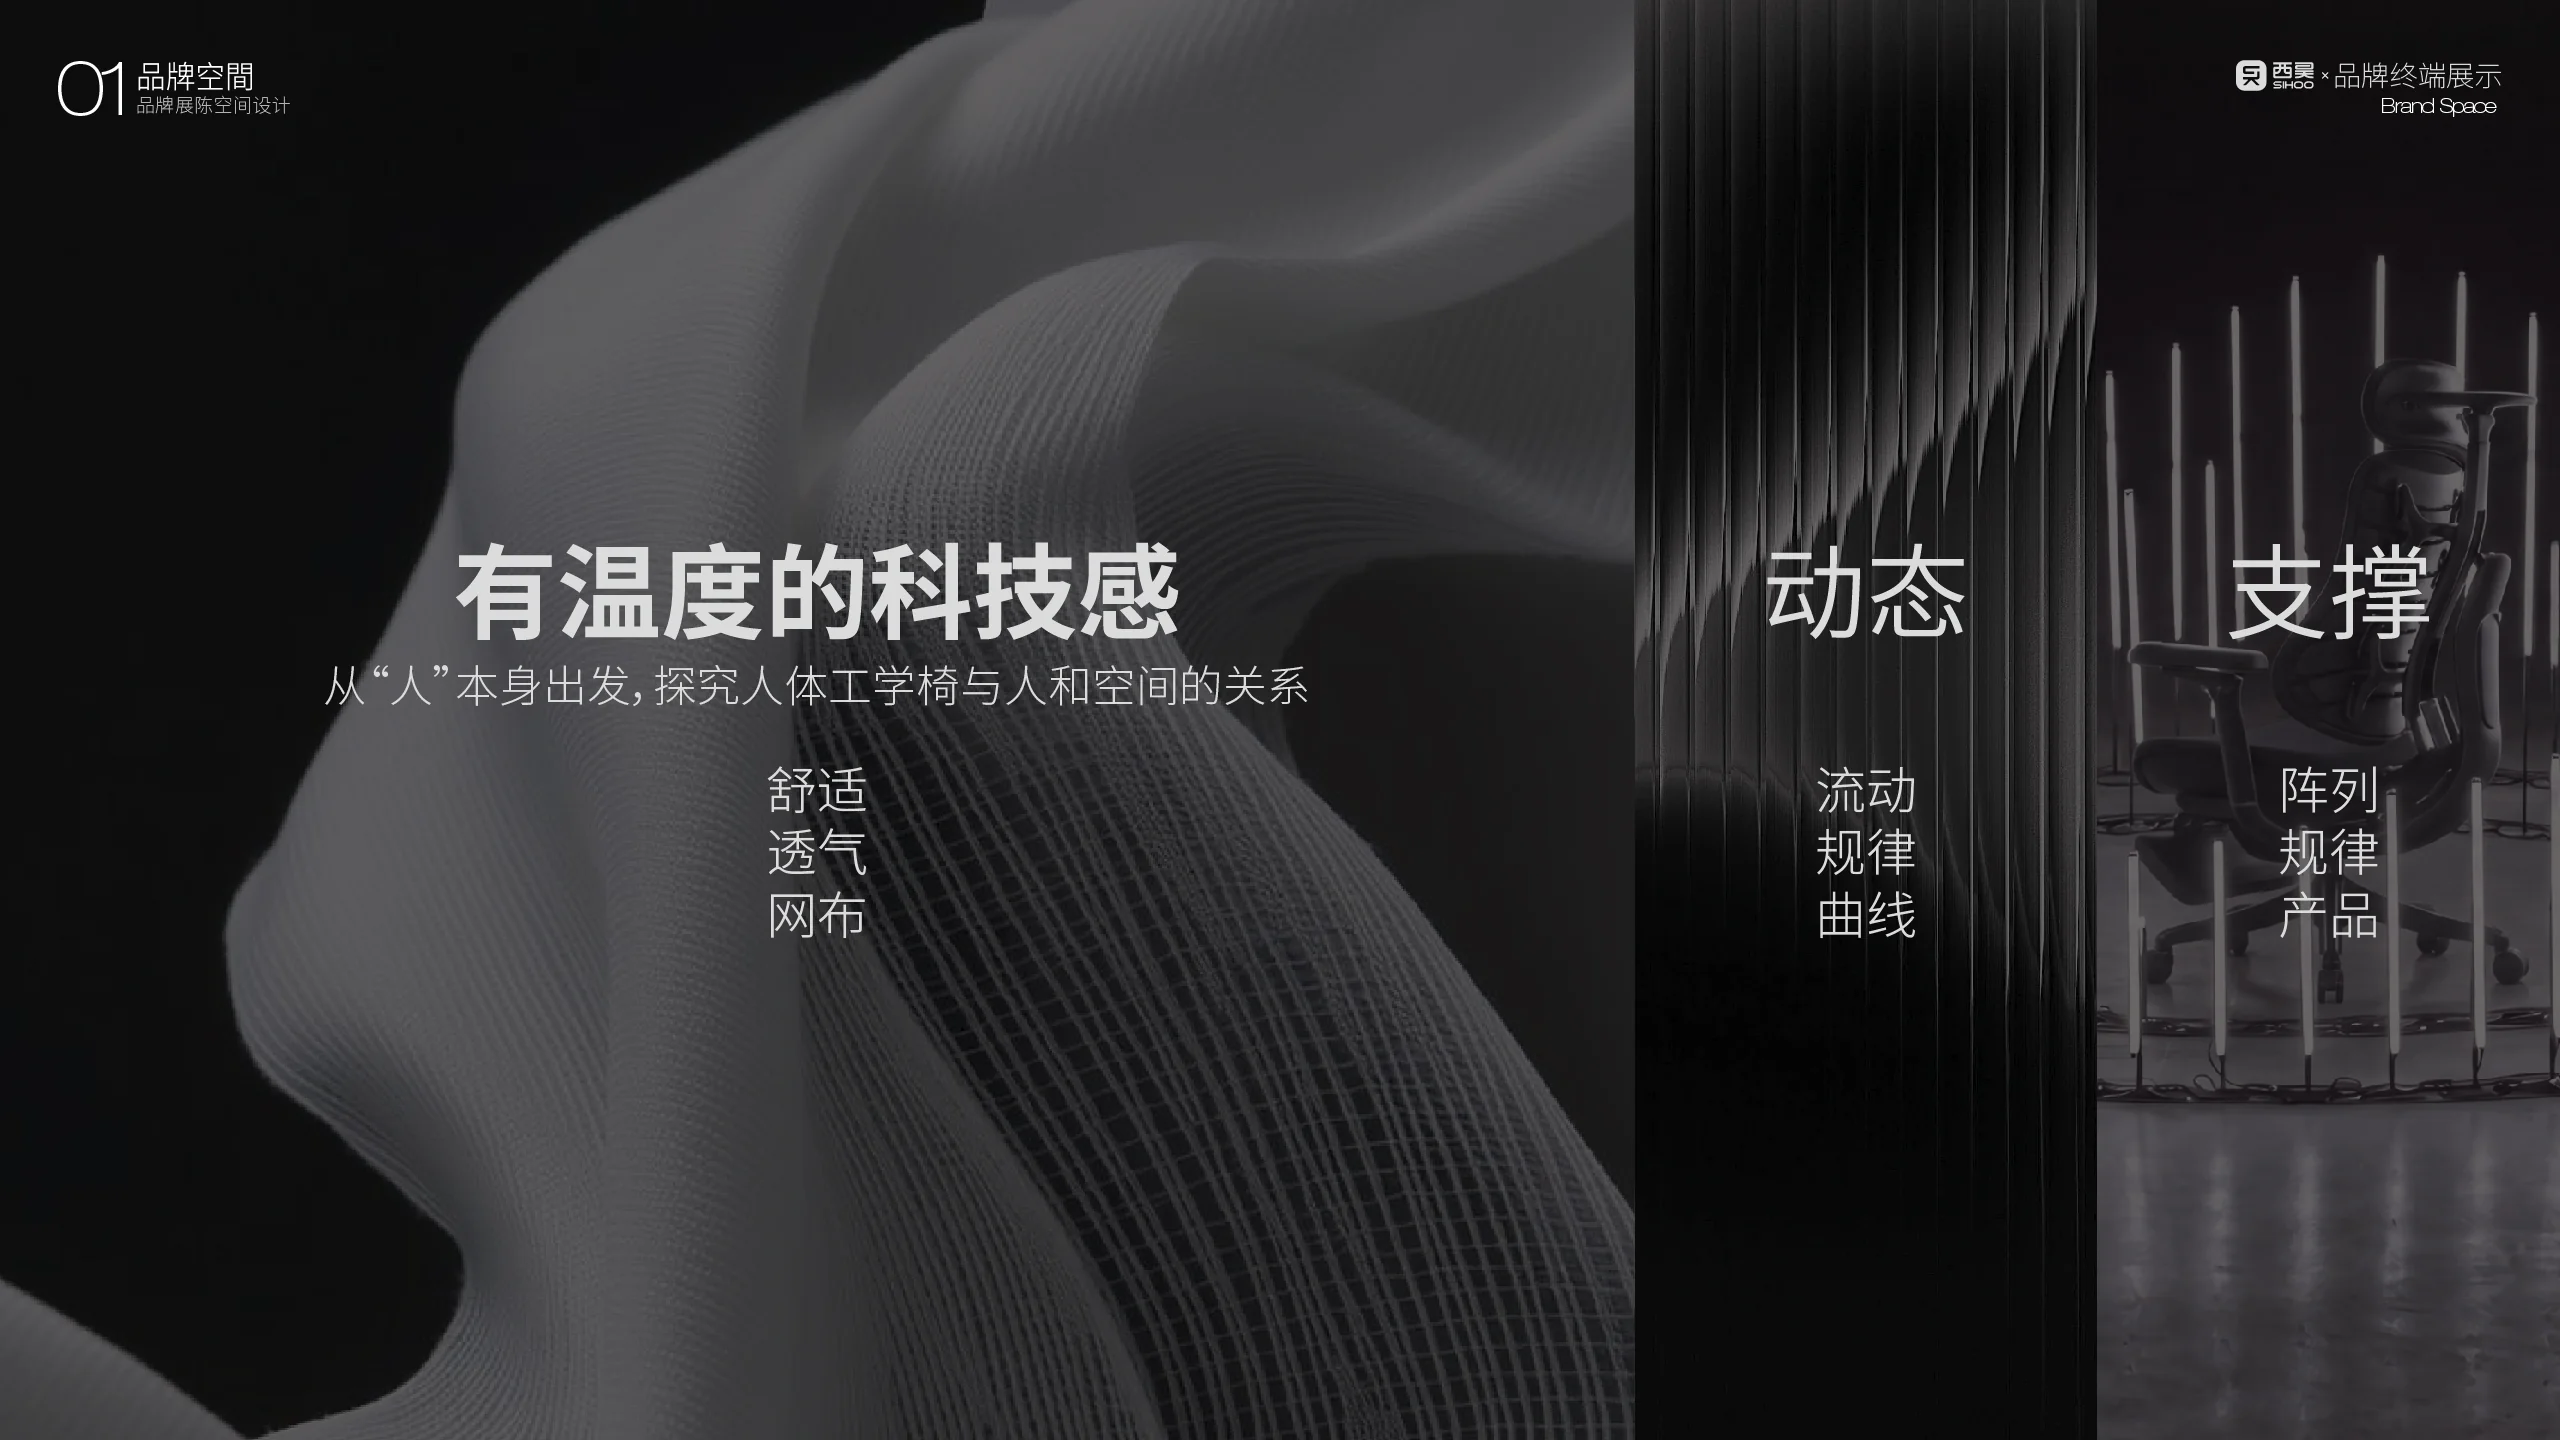 01
品牌空間
品牌展陈空间设计
西昊
SIHOO
×品牌终端展示
Brand Space
有温度的科技感
从“人”本身出发，探究人体工学椅与人和空间的关系
舒适
透气
网布
动态
流动
规律
曲线
支撑
阵列
规律
产品